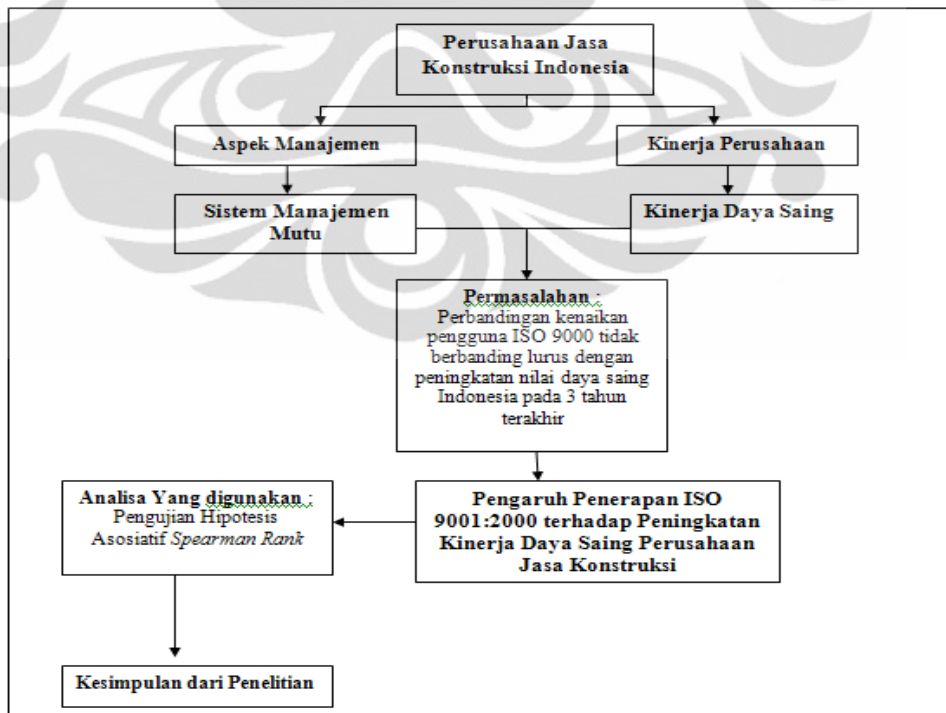 Perusahaan Jasa
Konstruksi Indonesia
Aspek Manajemen
Kinerja Perusahaan
Sistem Manajemen
Mutu
Kinerja Daya Saing
Permasalahan :
Perbandingan kenaikan
pengguna ISO 9000 tidak
berbanding lurus dengan
peningkatan nilai daya saing
Indonesia pada 3 tahun
terakhir
Analisa Yang digunakan :
Pengujian Hipotesis
Asosiatif Spearman Rank
Pengaruh Penerapan ISO
9001:2000 terhadap Peningkatan
Kinerja Daya Saing Perusahaan
Jasa Konstruksi
Kesimpulan dari Penelitian